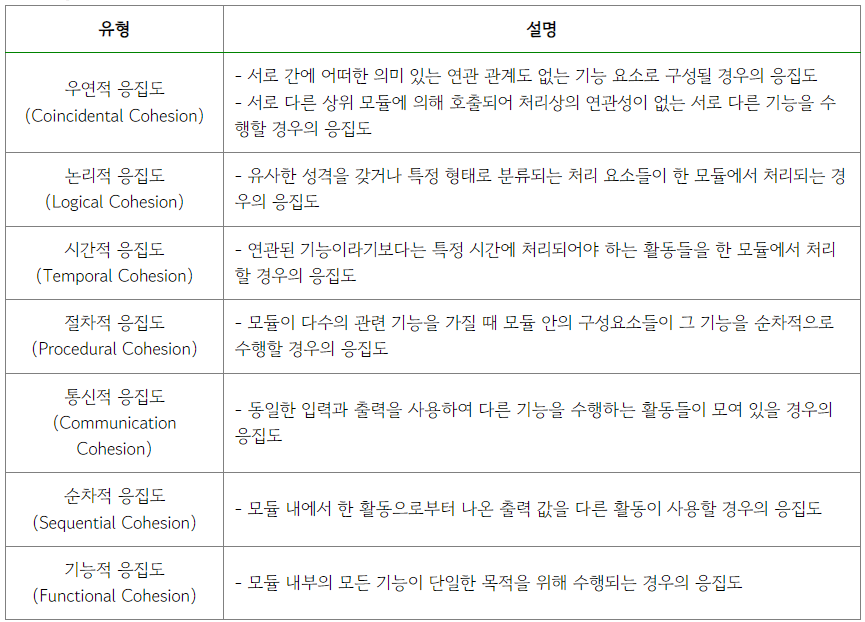 유형
설명
우연적 응집도
(Coincidental Cohesion)
- 서로 간에 어떠한 의미 있는 연관 관계도 없는 기능 요소로 구성될 경우의 응집도
- 서로 다른 상위 모듈에 의해 호출되어 처리상의 연관성이 없는 서로 다른 기능을 수
행할 경우의 응집도
논리적 응집도
(Logical Cohesion)
- 유사한 성격을 갖거나 특정 형태로 분류되는 처리 요소들이 한 모듈에서 처리되는 경
우의 응집도
시간적 응집도
(Temporal Cohesion)
- 연관된 기능이라기보다는 특정 시간에 처리되어야 하는 활동들을 한 모듈에서 처리
할 경우의 응집도
절차적 응집도
(Procedural Cohesion)
- 모듈이 다수의 관련 기능을 가질 때 모듈 안의 구성요소들이 그 기능을 순차적으로
수행할 경우의 응집도
통신적 응집도
(Communication
Cohesion)
- 동일한 입력과 출력을 사용하여 다른 기능을 수행하는 활동들이 모여 있을 경우의
응집도
순차적 응집도
(Sequential Cohesion)
- 모듈 내에서 한 활동으로부터 나온 출력 값을 다른 활동이 사용할 경우의 응집도
기능적 응집도
(Functional Cohesion)
- 모듈 내부의 모든 기능이 단일한 목적을 위해 수행되는 경우의 응집도